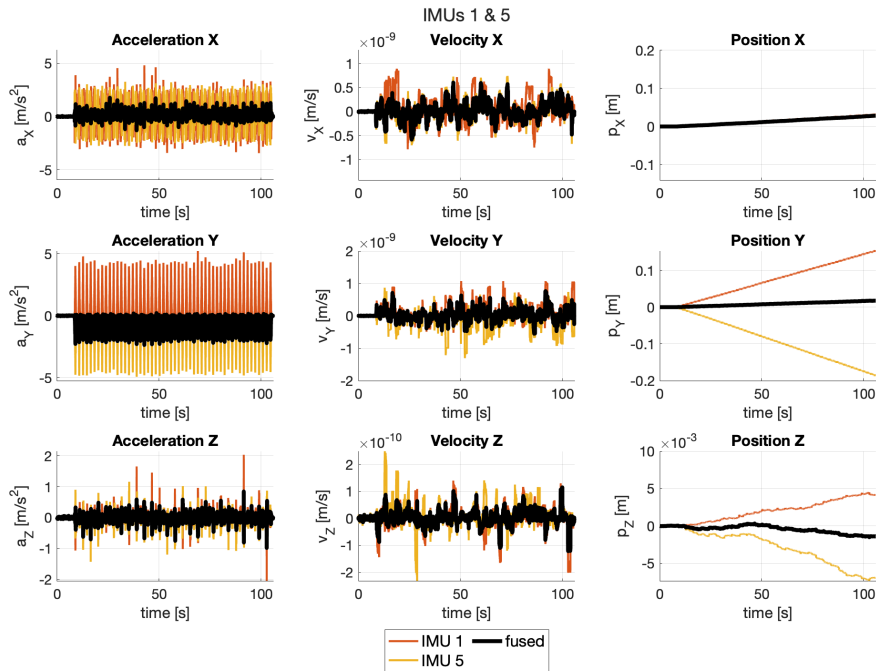 IMUs 1 & 5
Acceleration X
a_X [m/s²]
5
0
-5
0
50
100
time [s]
Velocity X
×10⁻⁹
v_X [m/s]
1
0.5
0
-0.5
-1
0
50
100
time [s]
Position X
p_X [m]
0.2
0.1
0
-0.1
0
50
100
time [s]
Acceleration Y
a_Y [m/s²]
5
0
-5
0
50
100
time [s]
Velocity Y
×10⁻⁹
v_Y [m/s]
2
1
0
-1
-2
0
50
100
time [s]
Position Y
p_Y [m]
0.1
0
-0.1
-0.2
0
50
100
time [s]
Acceleration Z
a_Z [m/s²]
2
1
0
-1
-2
0
50
100
time [s]
Velocity Z
×10⁻¹⁰
v_Z [m/s]
2
1
0
-1
-2
0
50
100
time [s]
Position Z
×10⁻³
p_Z [m]
10
5
0
-5
0
50
100
time [s]
IMU 1
fused
IMU 5